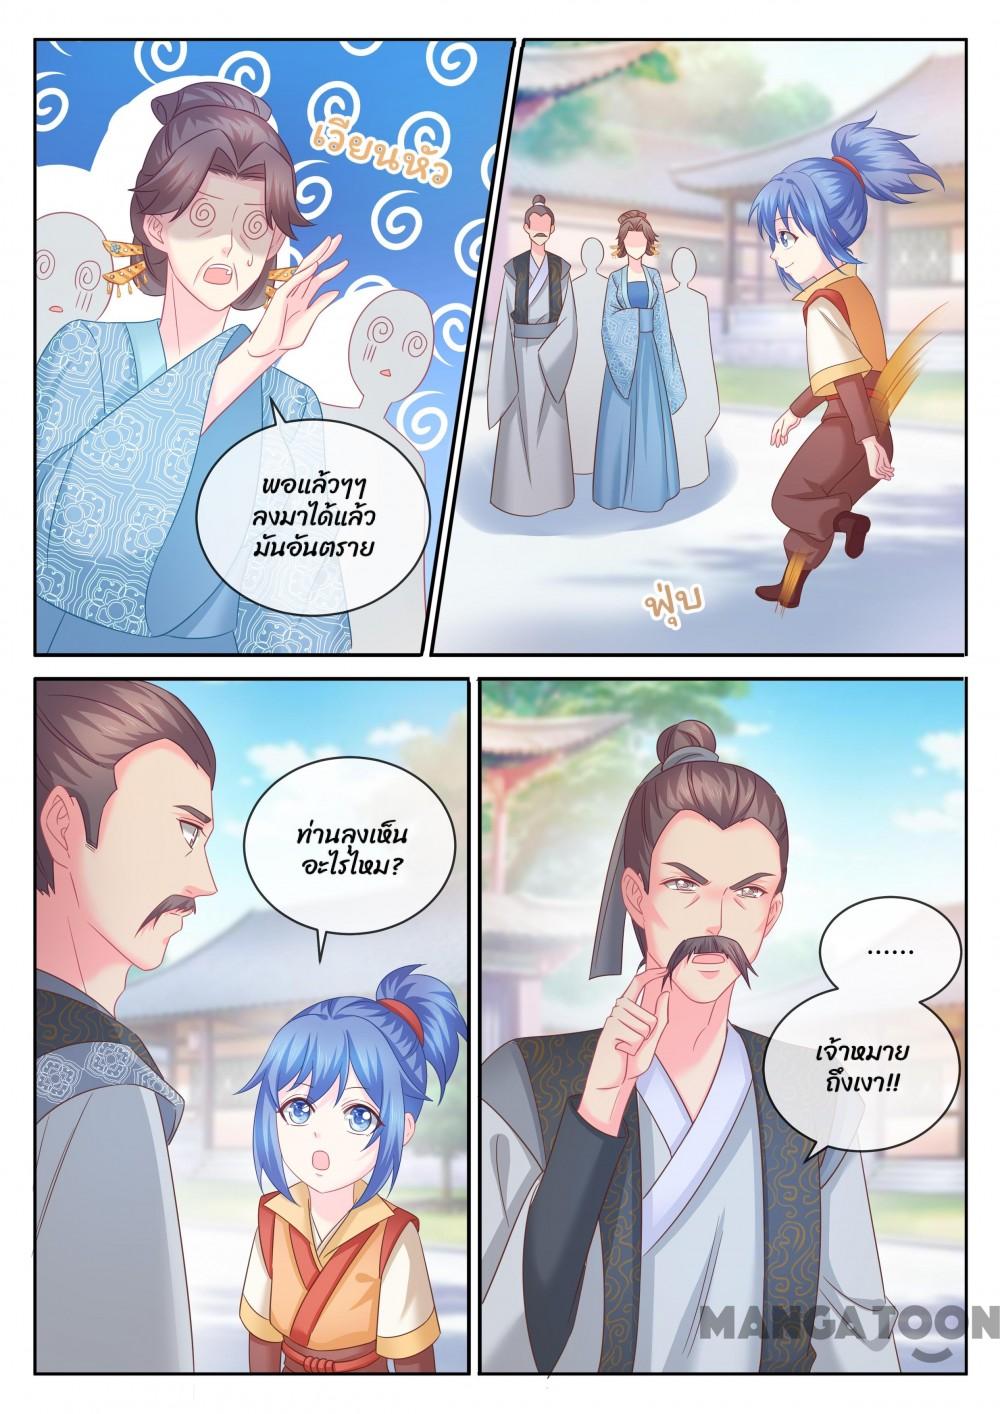 เวียนหัว
พอแล้วๆๆ
ลงมาได้แล้ว
มันอันตราย
ฟุ่บ
ท่านลุงเห็น
อะไรไหม?
......
เจ้าหมาย
ถึงเงา!!
MANGATOON